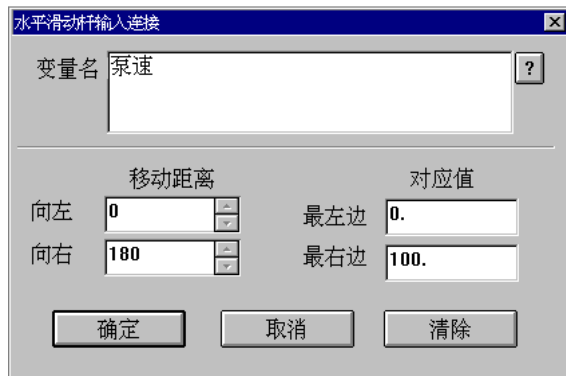 水平滑动杆输入连接
变量名 泵速 ?
移动距离 对应值
向左 0 最左边 0.
向右 180 最右边 100.
确定 取消 清除